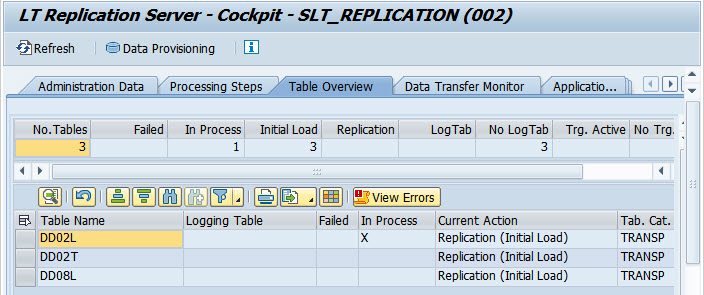 LT Replication Server - Cockpit - SLT_REPLICATION (002)
Refresh Data Provisioning
Administration Data Processing Steps Table Overview Data Transfer Monitor Applicatio...
No.Tables Failed In Process Initial Load Replication LogTab No LogTab Trg. Active No Trg.
3 1 3 3
View Errors
Table Name Logging Table Failed In Process Current Action Tab. Cat.
DD02L X Replication (Initial Load) TRANSP
DD02T Replication (Initial Load) TRANSP
DD08L Replication (Initial Load) TRANSP